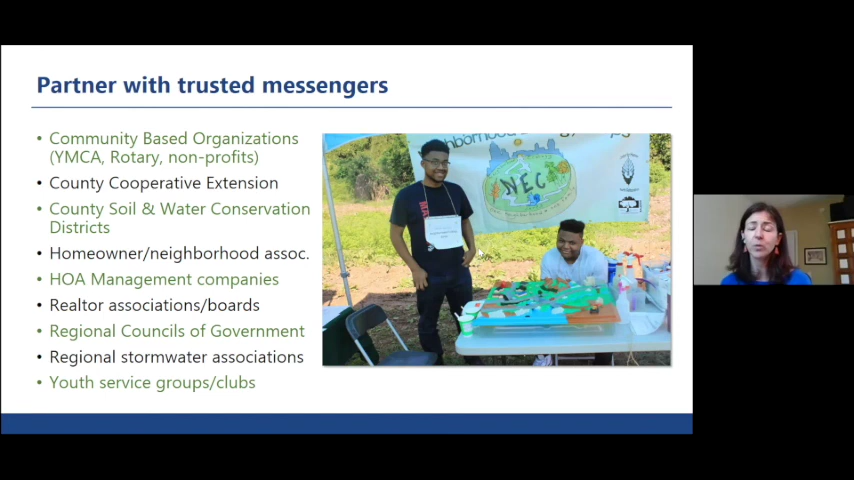 Partner with trusted messengers
• Community Based Organizations
(YMCA, Rotary, non-profits)
• County Cooperative Extension
• County Soil & Water Conservation
Districts
• Homeowner/neighborhood assoc.
• HOA Management companies
• Realtor associations/boards
• Regional Councils of Government
• Regional stormwater associations
• Youth service groups/clubs
NEC